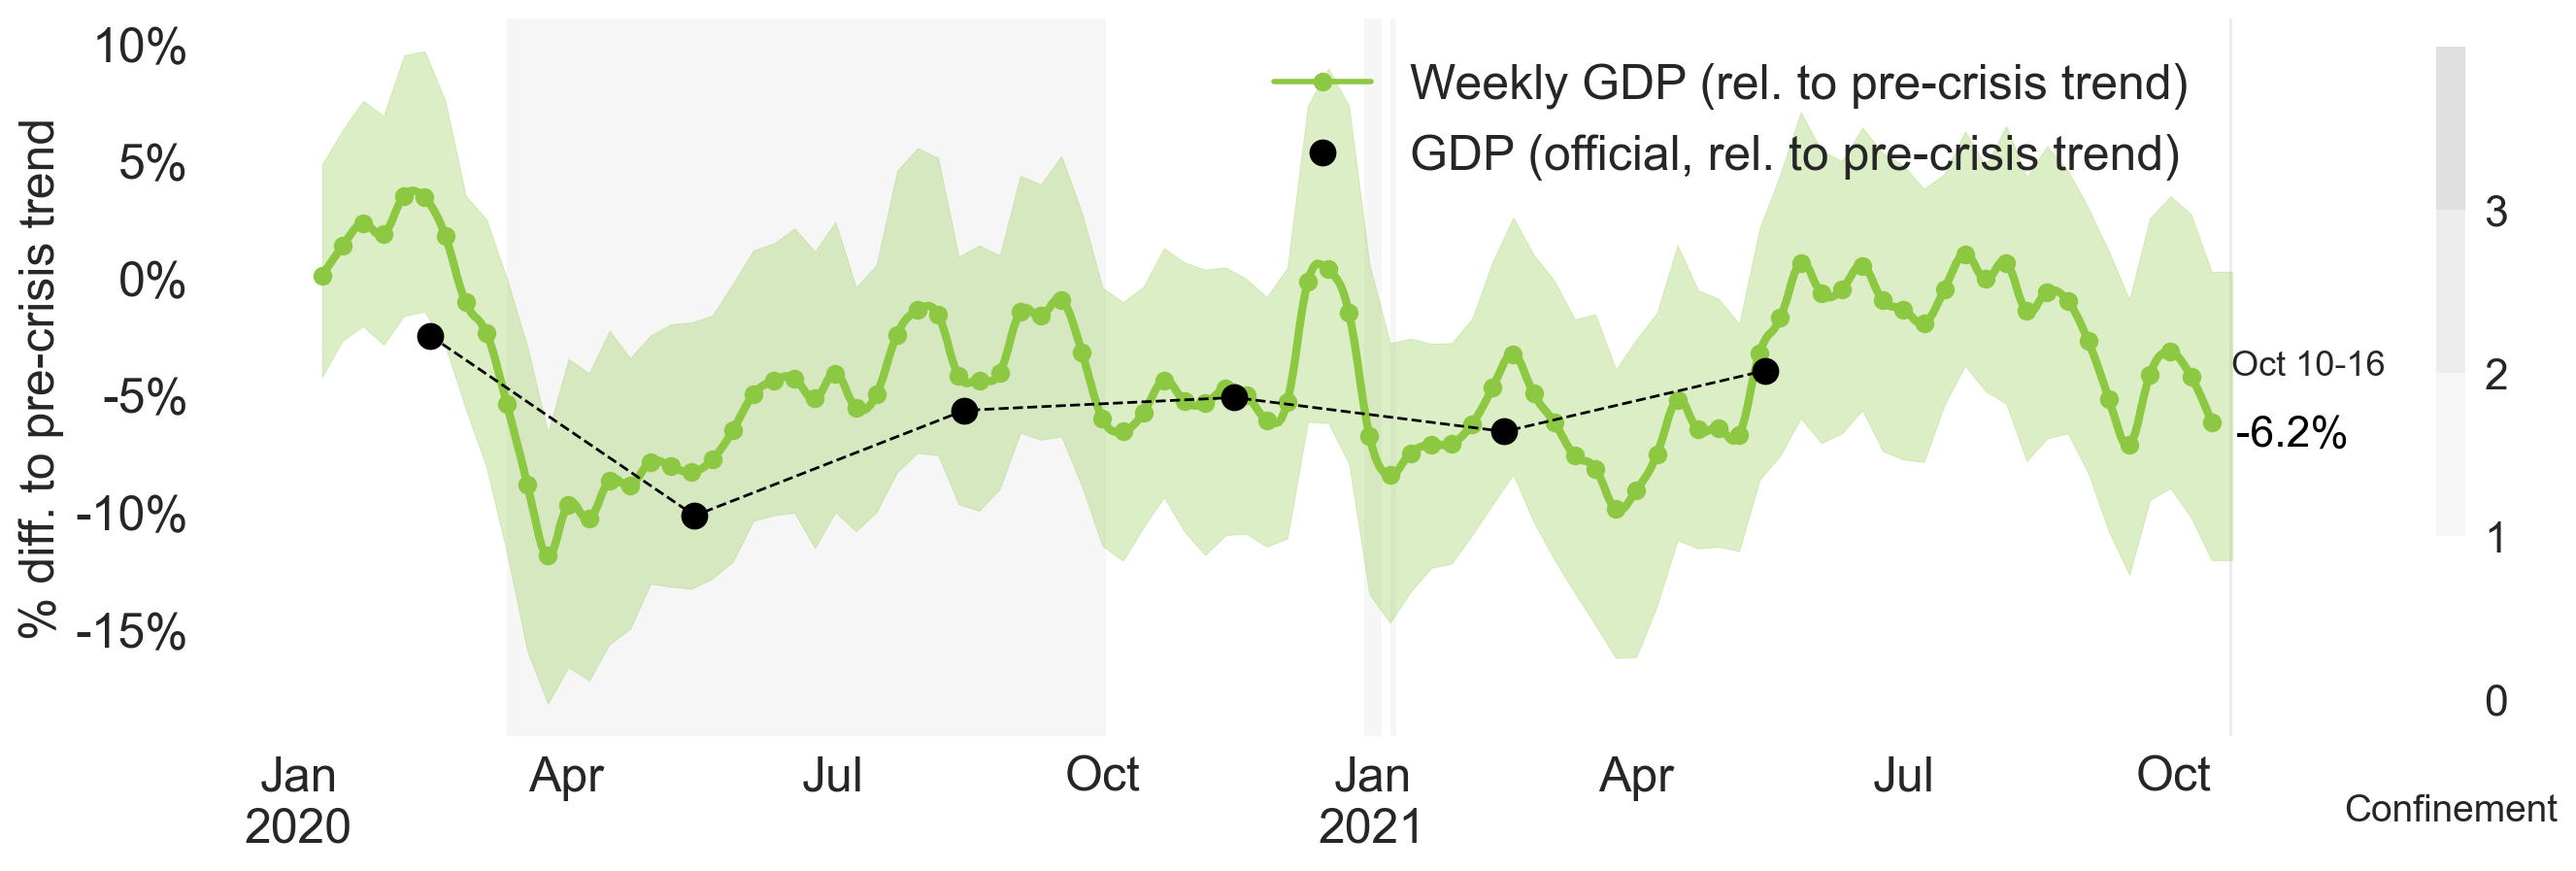 10%
5%
0%
-5%
-10%
-15%
% diff. to pre-crisis trend
Weekly GDP (rel. to pre-crisis trend)
GDP (official, rel. to pre-crisis trend)
Oct 10-16
-6.2%
3
2
1
0
Confinement
Jan Apr Jul Oct Jan Apr Jul Oct
2020 2021